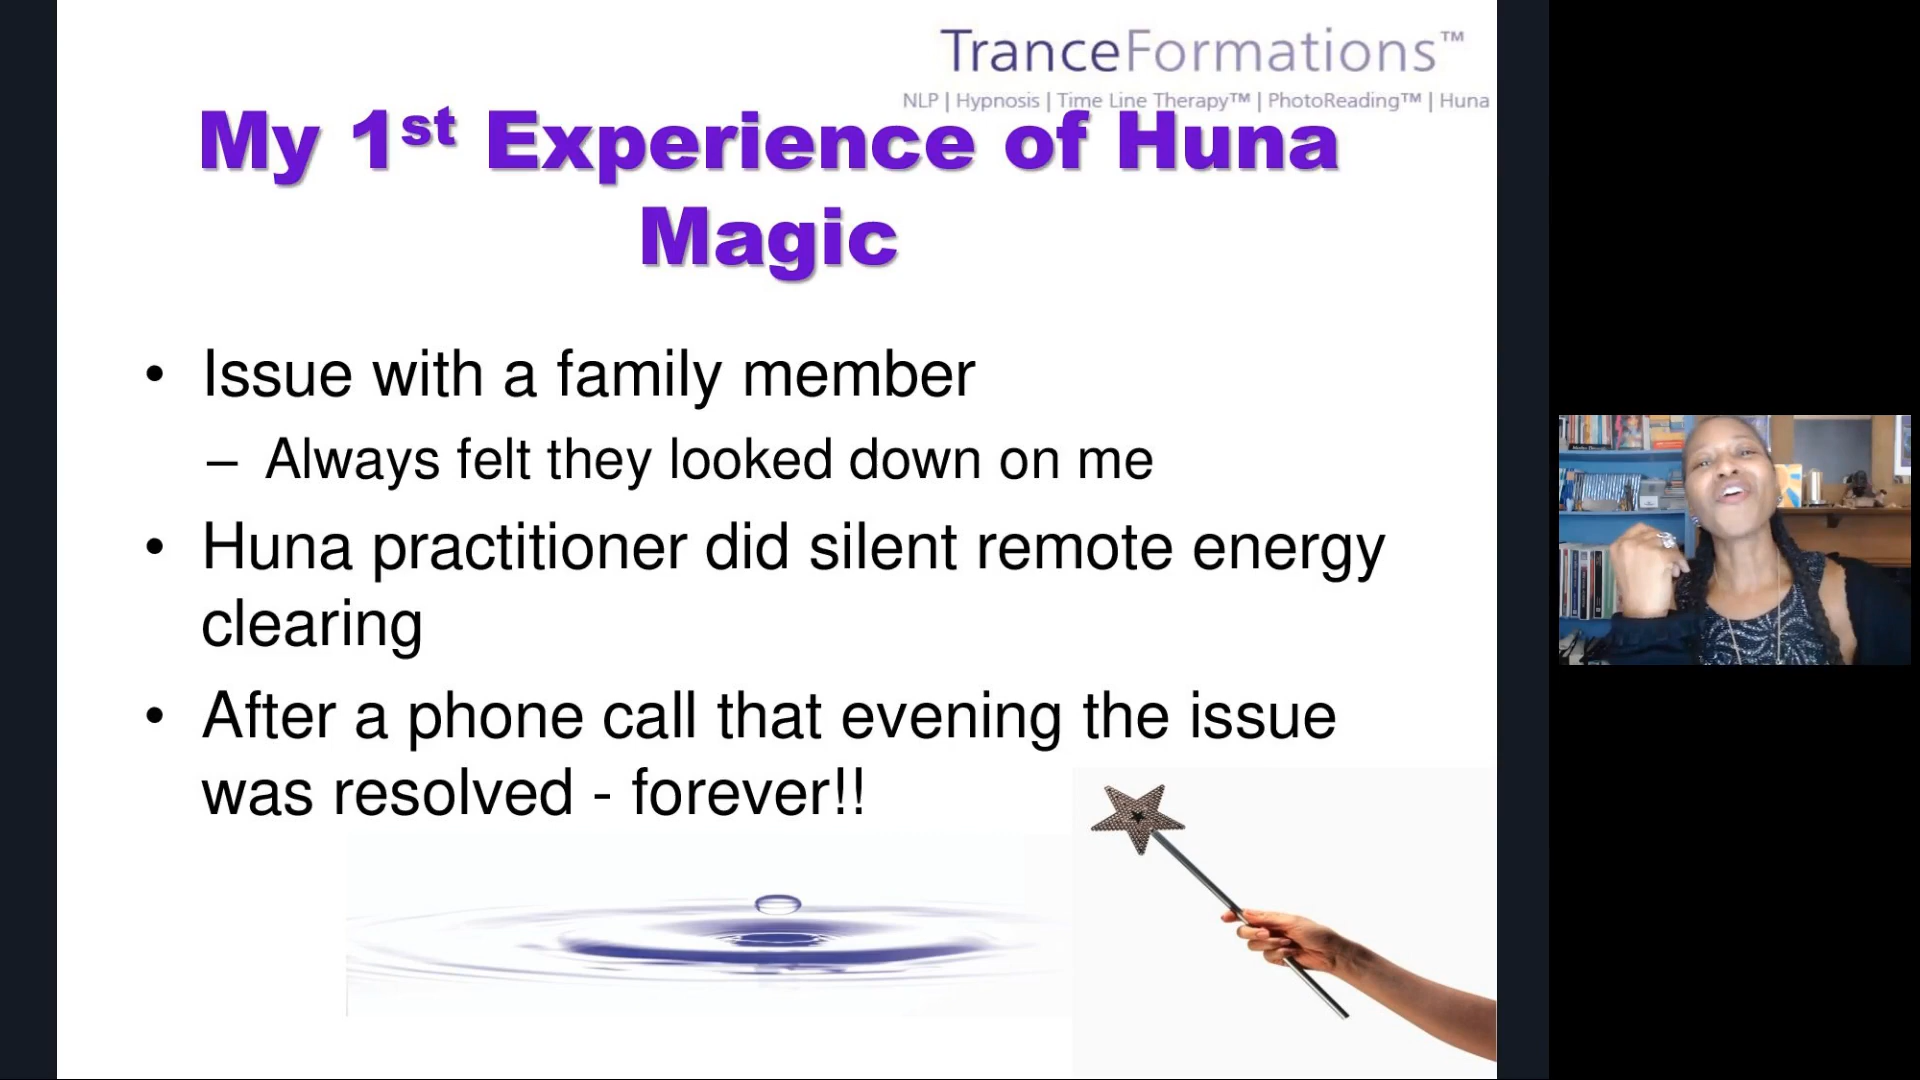 TranceFormations™
NLP | Hypnosis | Time Line Therapy™ | PhotoReading™ | Huna
My 1st Experience of Huna
Magic
• Issue with a family member
– Always felt they looked down on me
• Huna practitioner did silent remote energy
clearing
• After a phone call that evening the issue
was resolved - forever!!